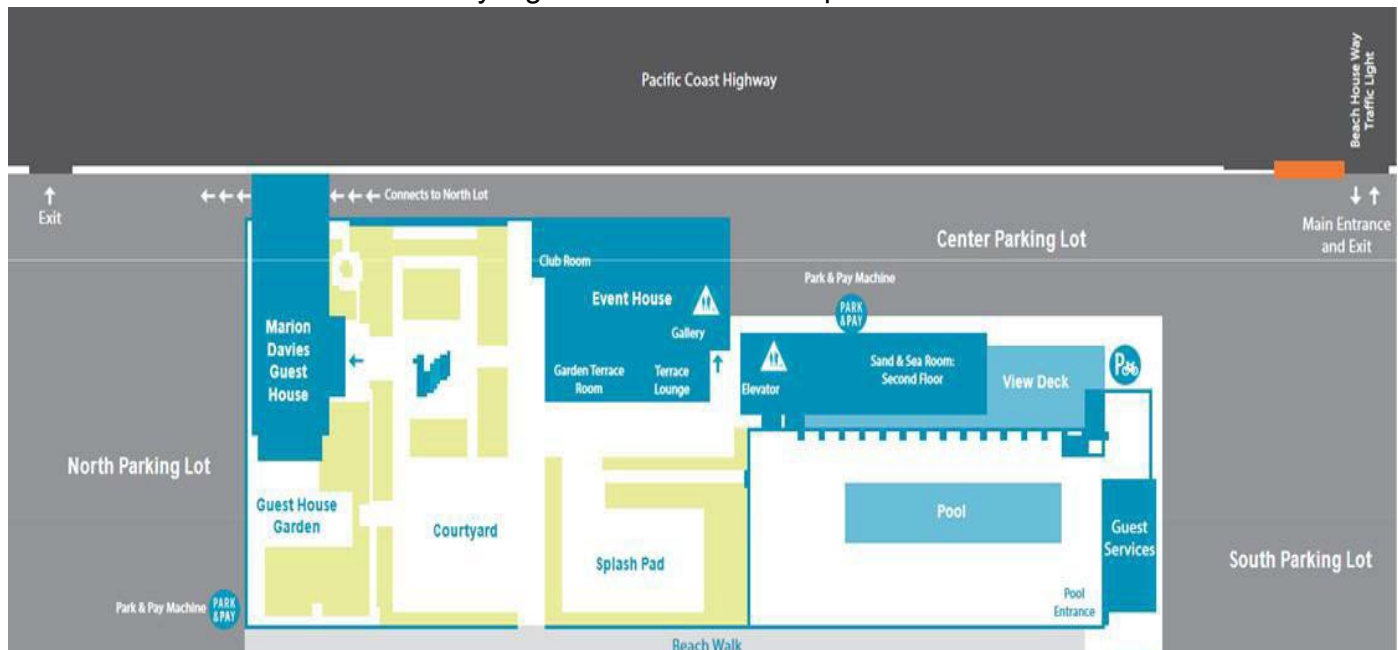 Pacific Coast Highway
Beach House Way
Traffic Light
Exit
Connects to North Lot
Main Entrance
and Exit
Center Parking Lot
Club Room
Park & Pay Machine
PARK
&PAY
Event House
Gallery
Marion
Davies
Guest
House
Garden Terrace
Room
Terrace
Lounge
Elevator
Sand & Sea Room:
Second Floor
View Deck
P
North Parking Lot
Guest House
Garden
Courtyard
Pool
Guest
Services
Splash Pad
South Parking Lot
Park & Pay Machine
PARK
&PAY
Pool
Entrance
Beach Walk